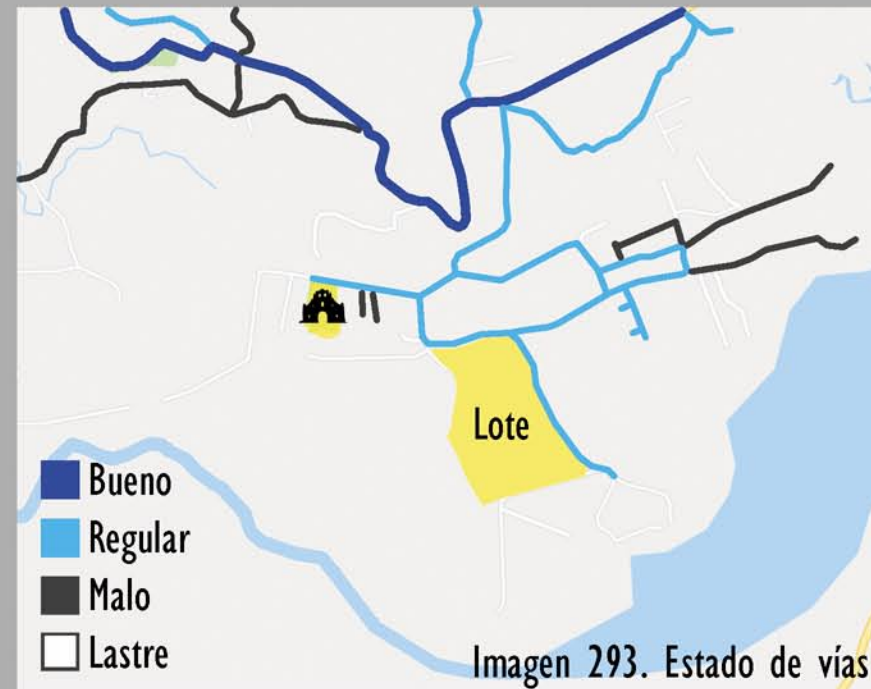 Lote
Bueno
Regular
Malo
Lastre
Imagen 293. Estado de vías